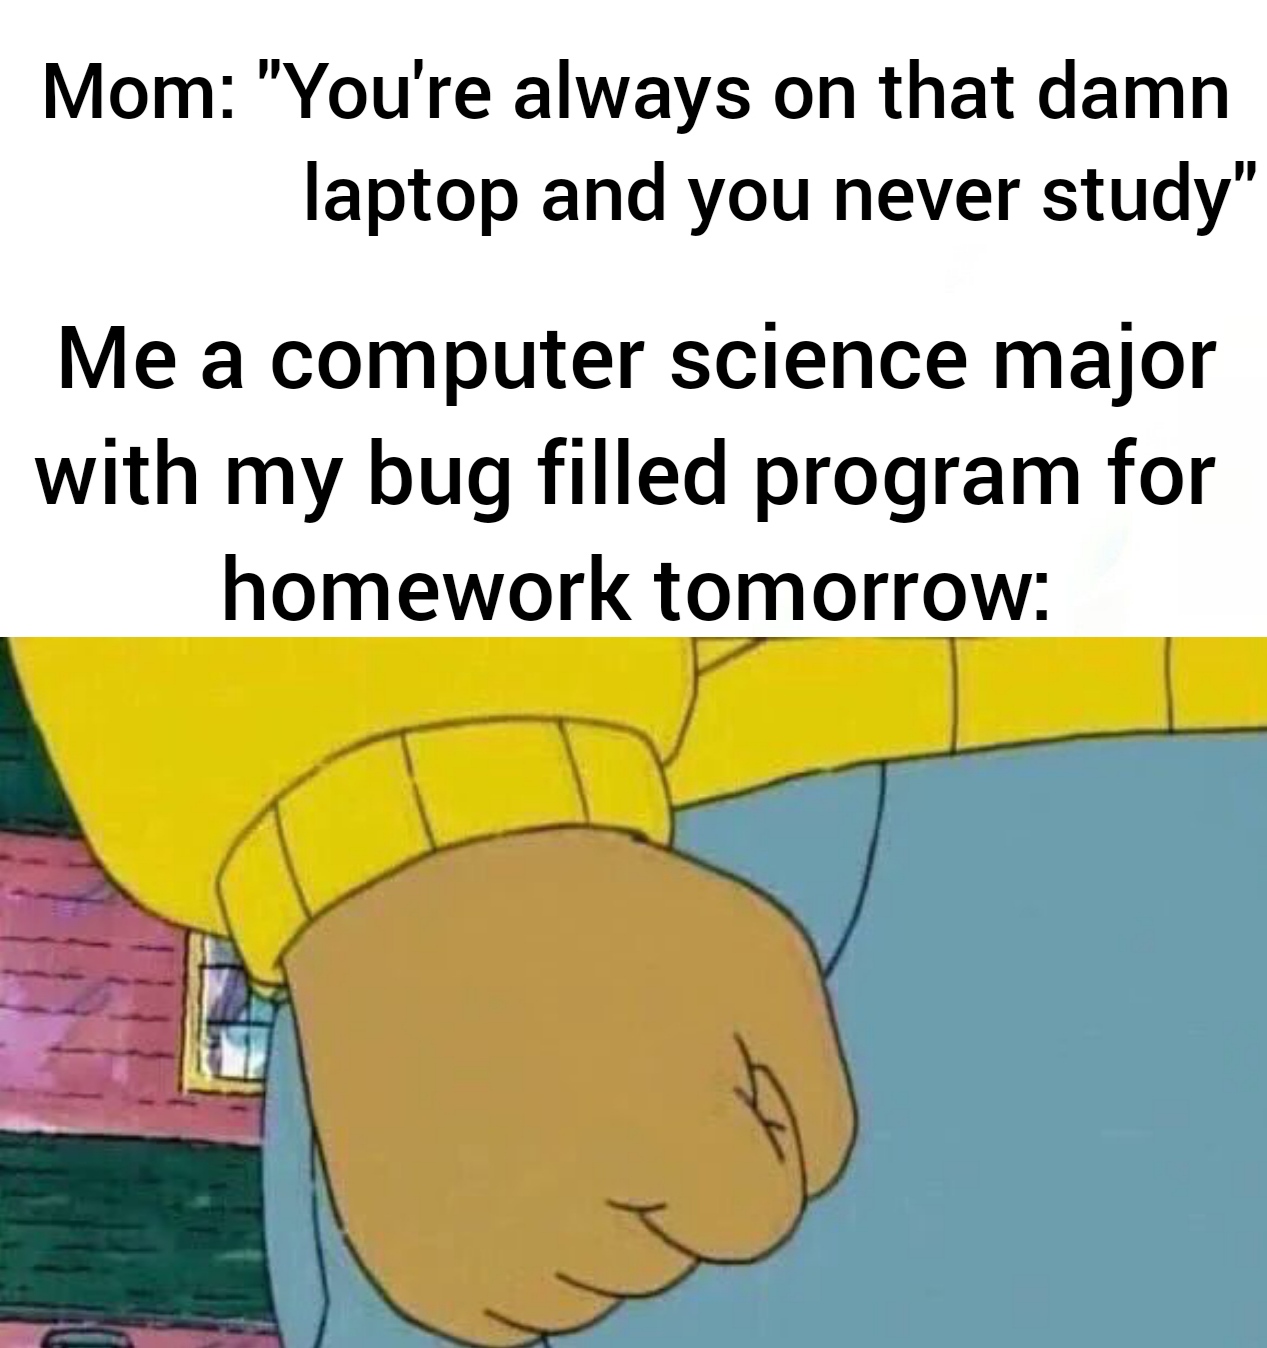 Mom: "You're always on that damn
laptop and you never study"
Me a computer science major
with my bug filled program for
homework tomorrow: